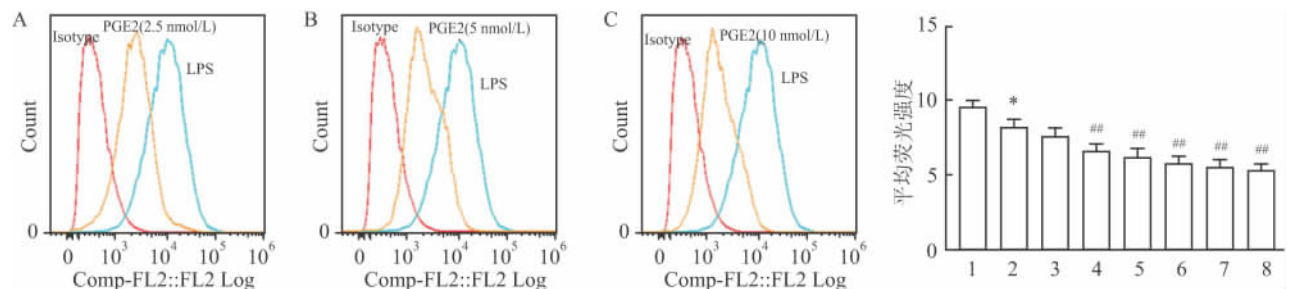 A
Isotype
PGE2(2.5 nmol/L)
LPS
Count
0
0 10^3 10^4 10^5 10^6
Comp-FL2::FL2 Log
B
Isotype
PGE2(5 nmol/L)
LPS
Count
0
0 10^3 10^4 10^5 10^6
Comp-FL2::FL2 Log
C
Isotype
PGE2(10 nmol/L)
LPS
Count
0
0 10^3 10^4 10^5 10^6
Comp-FL2::FL2 Log
平均荧光强度
15
10
5
0
*
## ## ## ## ##
1 2 3 4 5 6 7 8